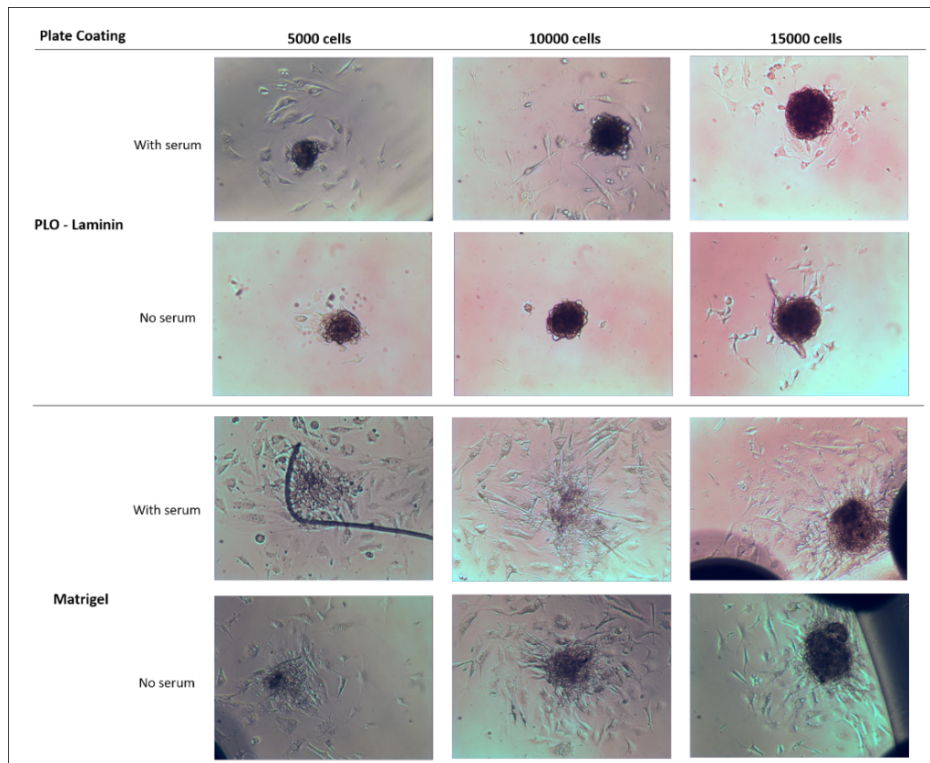 Plate Coating
5000 cells
10000 cells
15000 cells
With serum
PLO - Laminin
No serum
With serum
Matrigel
No serum